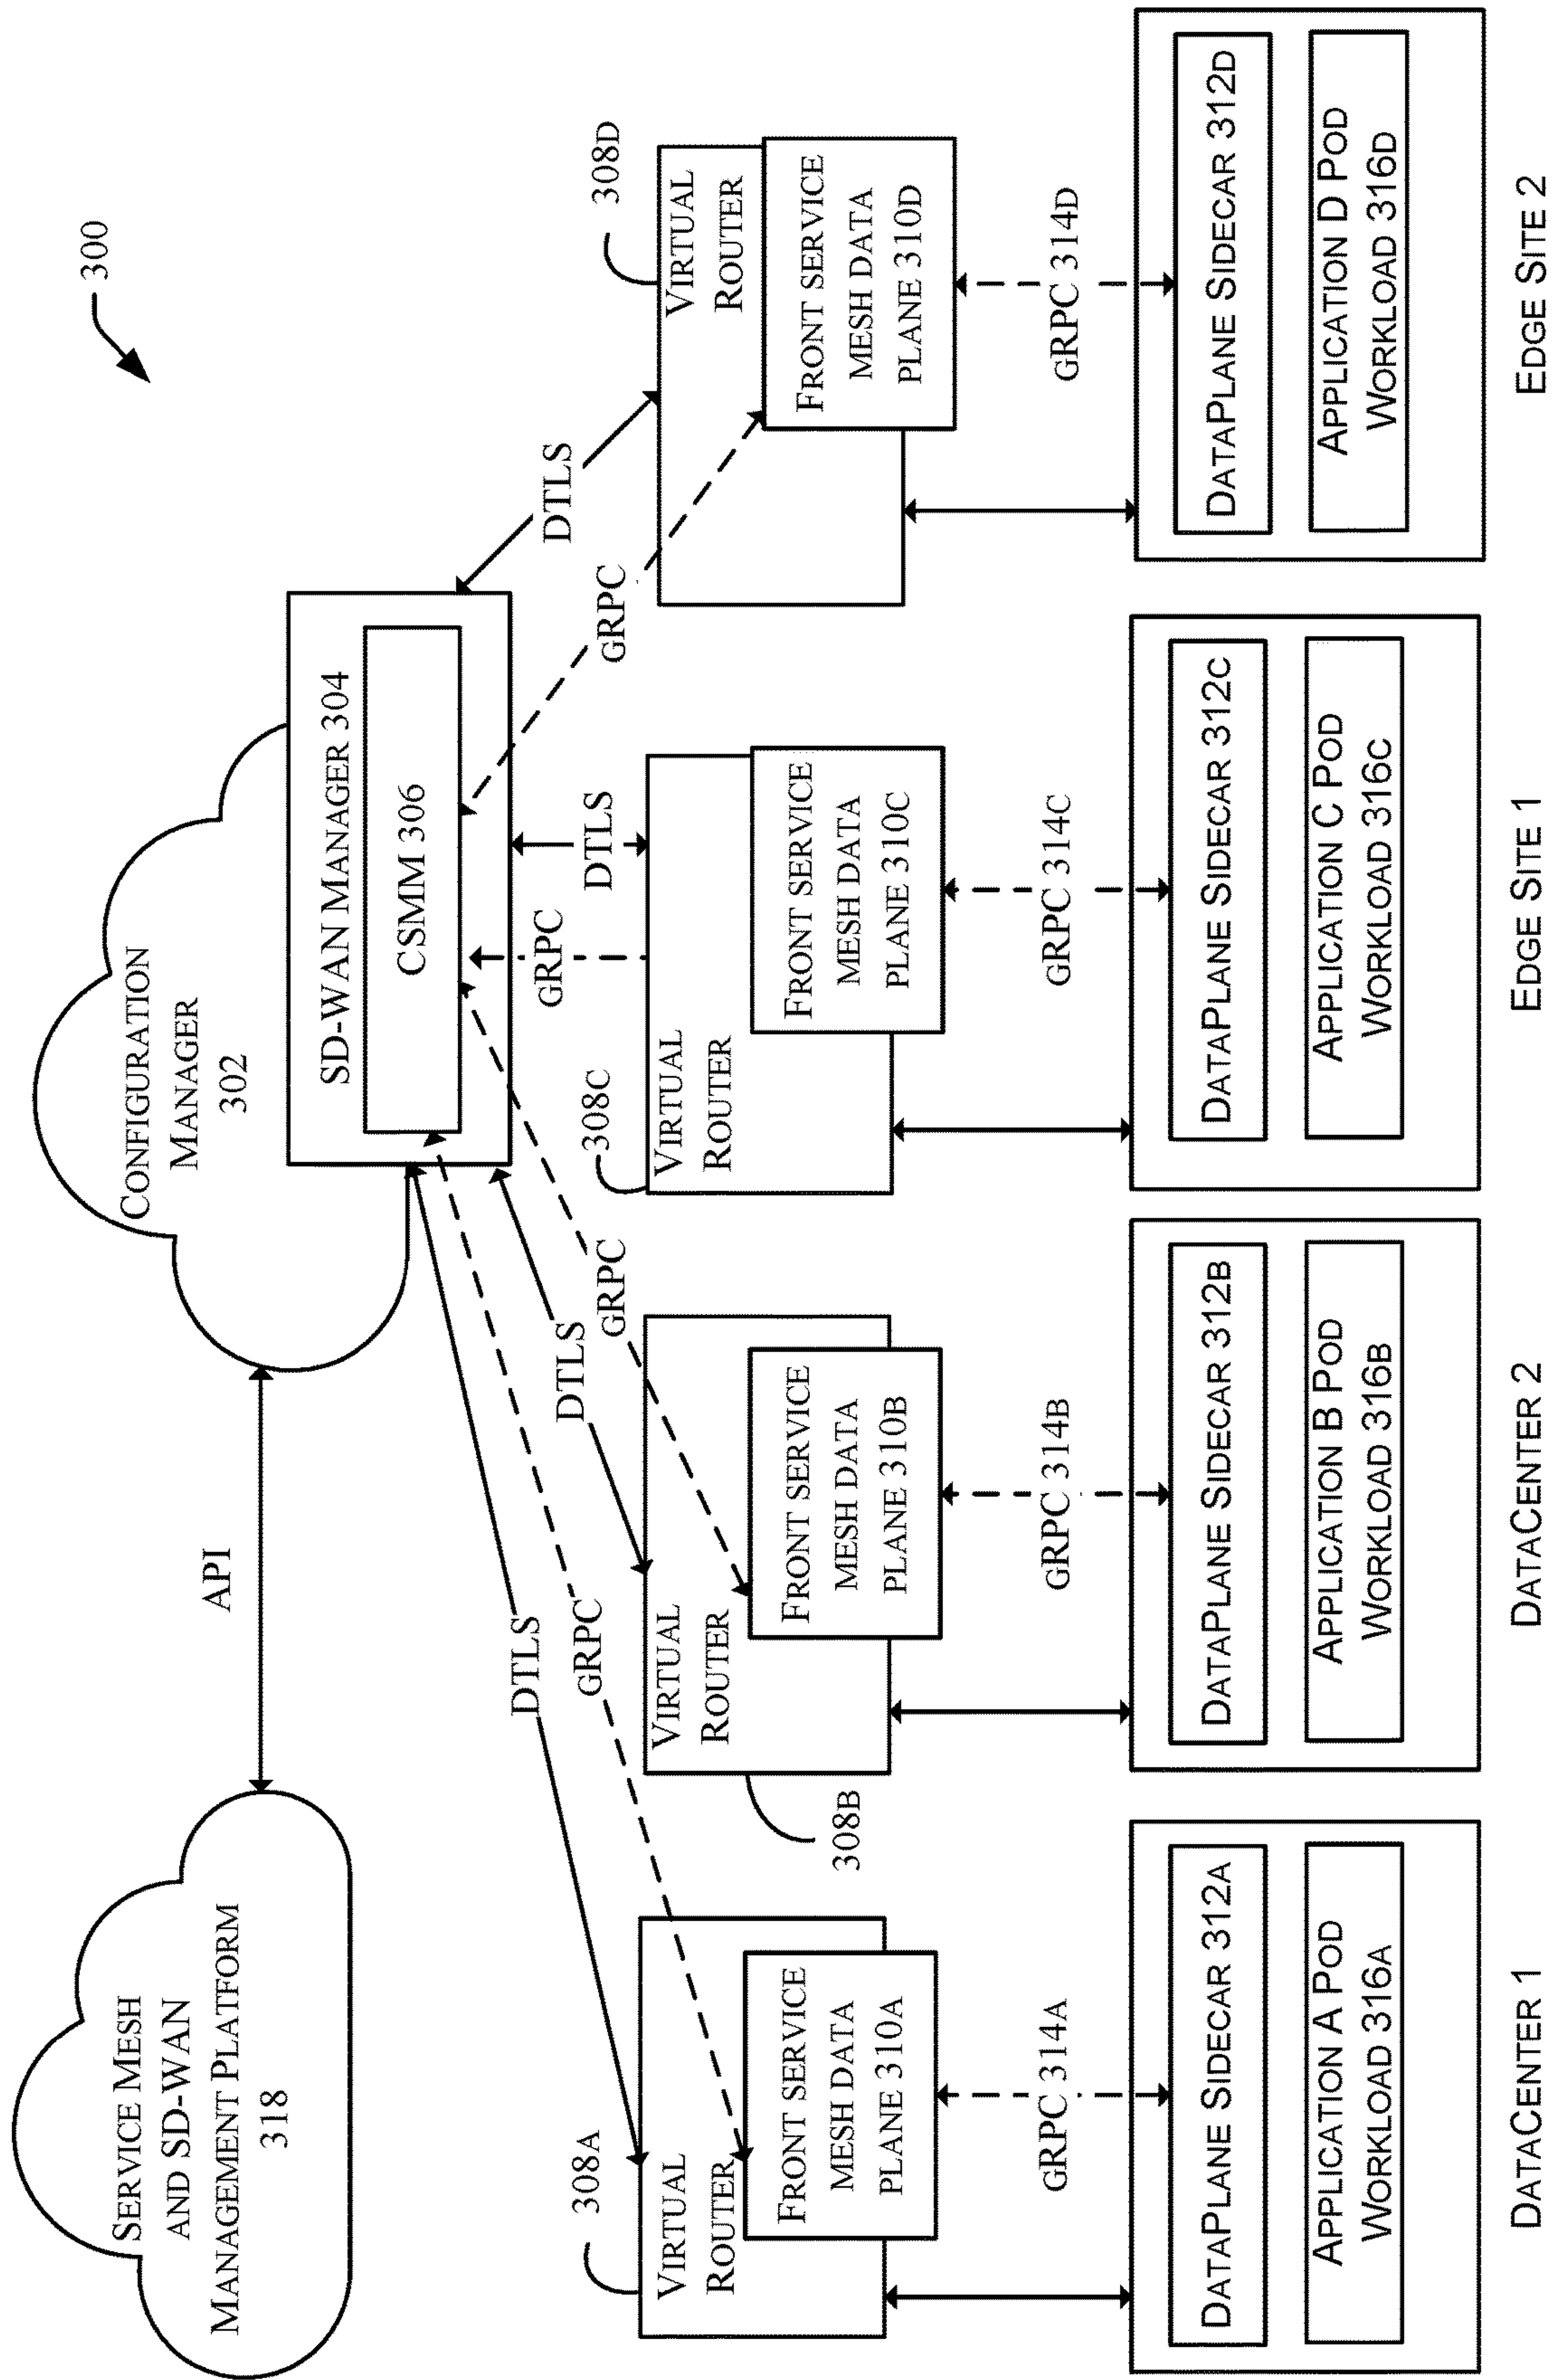 300
SERVICE MESH
AND SD-WAN
MANAGEMENT PLATFORM
318
API
CONFIGURATION
MANAGER
302
SD-WAN MANAGER 304
CSMM 306
DTLS
GRPC
DTLS
GRPC
GRPC
DTLS
GRPC
DTLS
308A
VIRTUAL
ROUTER
FRONT SERVICE
MESH DATA
PLANE 310A
308B
VIRTUAL
ROUTER
FRONT SERVICE
MESH DATA
PLANE 310B
308C
VIRTUAL
ROUTER
FRONT SERVICE
MESH DATA
PLANE 310C
308D
VIRTUAL
ROUTER
FRONT SERVICE
MESH DATA
PLANE 310D
GRPC 314A
GRPC 314B
GRPC 314C
GRPC 314D
DATAPLANE SIDECAR 312A
APPLICATION A POD
WORKLOAD 316A
DATAPLANE SIDECAR 312B
APPLICATION B POD
WORKLOAD 316B
DATAPLANE SIDECAR 312C
APPLICATION C POD
WORKLOAD 316C
DATAPLANE SIDECAR 312D
APPLICATION D POD
WORKLOAD 316D
DATACENTER 1
DATACENTER 2
EDGE SITE 1
EDGE SITE 2